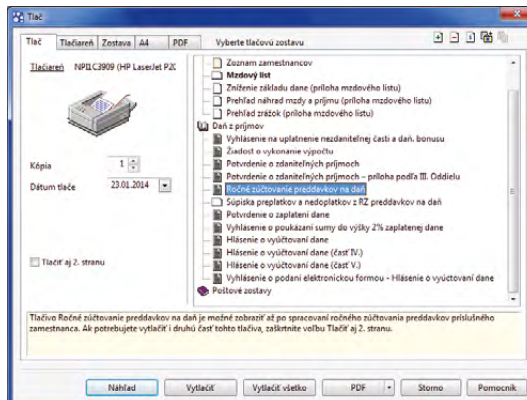 Tlač
Tlač Tlačiareň Zostava A4 PDF Vyberte tlačovú zostavu
Tlačiareň NPILC3909 (HP LaserJet P2C
Kópia 1
Dátum tlače 23.01.2014
Tlačiť aj 2. stranu
Zoznam zamestnancov
Mzdový list
Zníženie základu dane (príloha mzdového listu)
Prehľad náhrad mzdy a príjmu (príloha mzdového listu)
Prehľad zrážok (príloha mzdového listu)
Daň z príjmov
Vyhlásenie na uplatnenie nezdaniteľnej časti a daň. bonusu
Žiadosť o vykonanie výpočtu
Potvrdenie o zdaniteľných príjmoch
Potvrdenie o zdaniteľných príjmoch - príloha podľa III. Oddielu
Ročné zúčtovanie preddavkov na daň
Súpiska preplatkov a nedoplatkov z RZ preddavkov na daň
Potvrdenie o zaplatení dane
Vyhlásenie o poukázaní sumy do výšky 2% zaplatenej dane
Hlásenie o vyúčtovaní dane
Hlásenie o vyúčtovaní dane (časť IV.)
Hlásenie o vyúčtovaní dane (časť V.)
Vyhlásenie o podaní elektronickou formou - Hlásenie o vyúčtovaní dane
Poštové zostavy
Tlačivo Ročné zúčtovanie preddavkov na daň je možné zobraziť až po spracovaní ročného zúčtovania preddavkov príslušného
zamestnanca. Ak potrebujete vytlačiť i druhú časť tohto tlačiva, zaškrtnite voľbu Tlačiť aj 2. stranu.
Náhľad Vytlačiť Vytlačiť všetko PDF Storno Pomocník